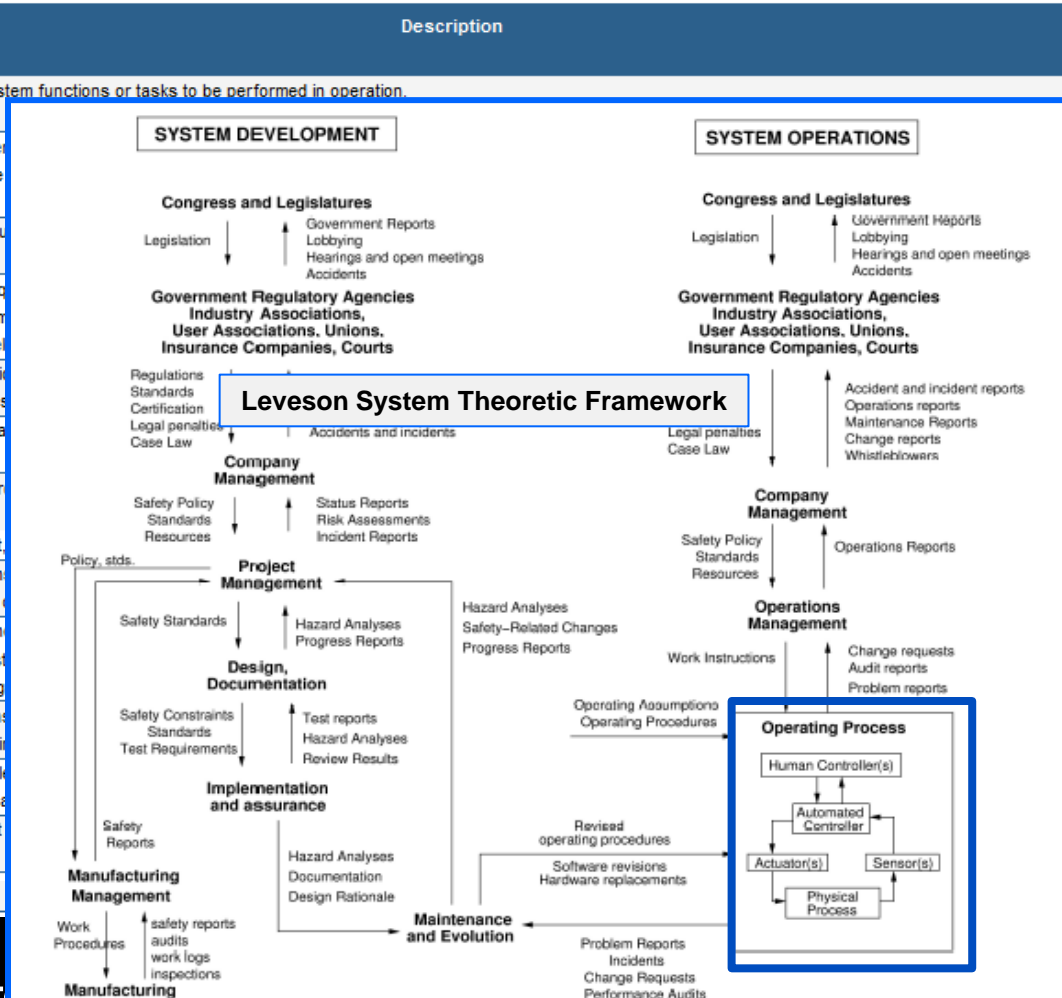 Description
functions or tasks to be performed in operation.
SYSTEM DEVELOPMENT
Congress and Legislatures
Legislation
Government Reports
Lobbying
Hearings and open meetings
Accidents
Government Regulatory Agencies
Industry Associations,
User Associations, Unions,
Insurance Companies, Courts
Regulations
Standards
Certification
Legal penalties
Case Law
Accidents and incidents
Company
Management
Safety Policy
Standards
Resources
Status Reports
Risk Assessments
Incident Reports
Policy, stds.
Project
Management
Safety Standards
Hazard Analyses
Progress Reports
Design,
Documentation
Safety Constraints
Standards
Test Requirements
Test reports
Hazard Analyses
Review Results
Implementation
and assurance
Safety
Reports
Hazard Analyses
Documentation
Design Rationale
Manufacturing
Management
Work
Procedures
safety reports
audits
work logs
inspections
Manufacturing
Leveson System Theoretic Framework
SYSTEM OPERATIONS
Congress and Legislatures
Legislation
Government Reports
Lobbying
Hearings and open meetings
Accidents
Government Regulatory Agencies
Industry Associations,
User Associations, Unions,
Insurance Companies, Courts
Legal penalties
Case Law
Accident and incident reports
Operations reports
Maintenance Reports
Change reports
Whistleblowers
Company
Management
Safety Policy
Standards
Resources
Operations Reports
Operations
Management
Hazard Analyses
Safety-Related Changes
Progress Reports
Work Instructions
Change requests
Audit reports
Problem reports
Operating Assumptions
Operating Procedures
Operating Process
Human Controller(s)
Automated
Controller
Actuator(s)
Sensor(s)
Physical
Process
Revised
operating procedures
Software revisions
Hardware replacements
Maintenance
and Evolution
Problem Reports
Incidents
Change Requests
Performance Audits